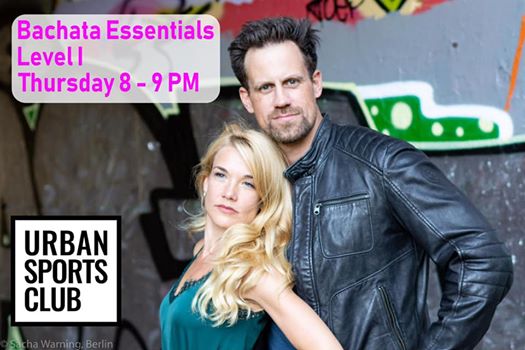 Bachata Essentials
Level I
Thursday 8 - 9 PM
URBAN
SPORTS
CLUB
© Sacha Warning, Berlin